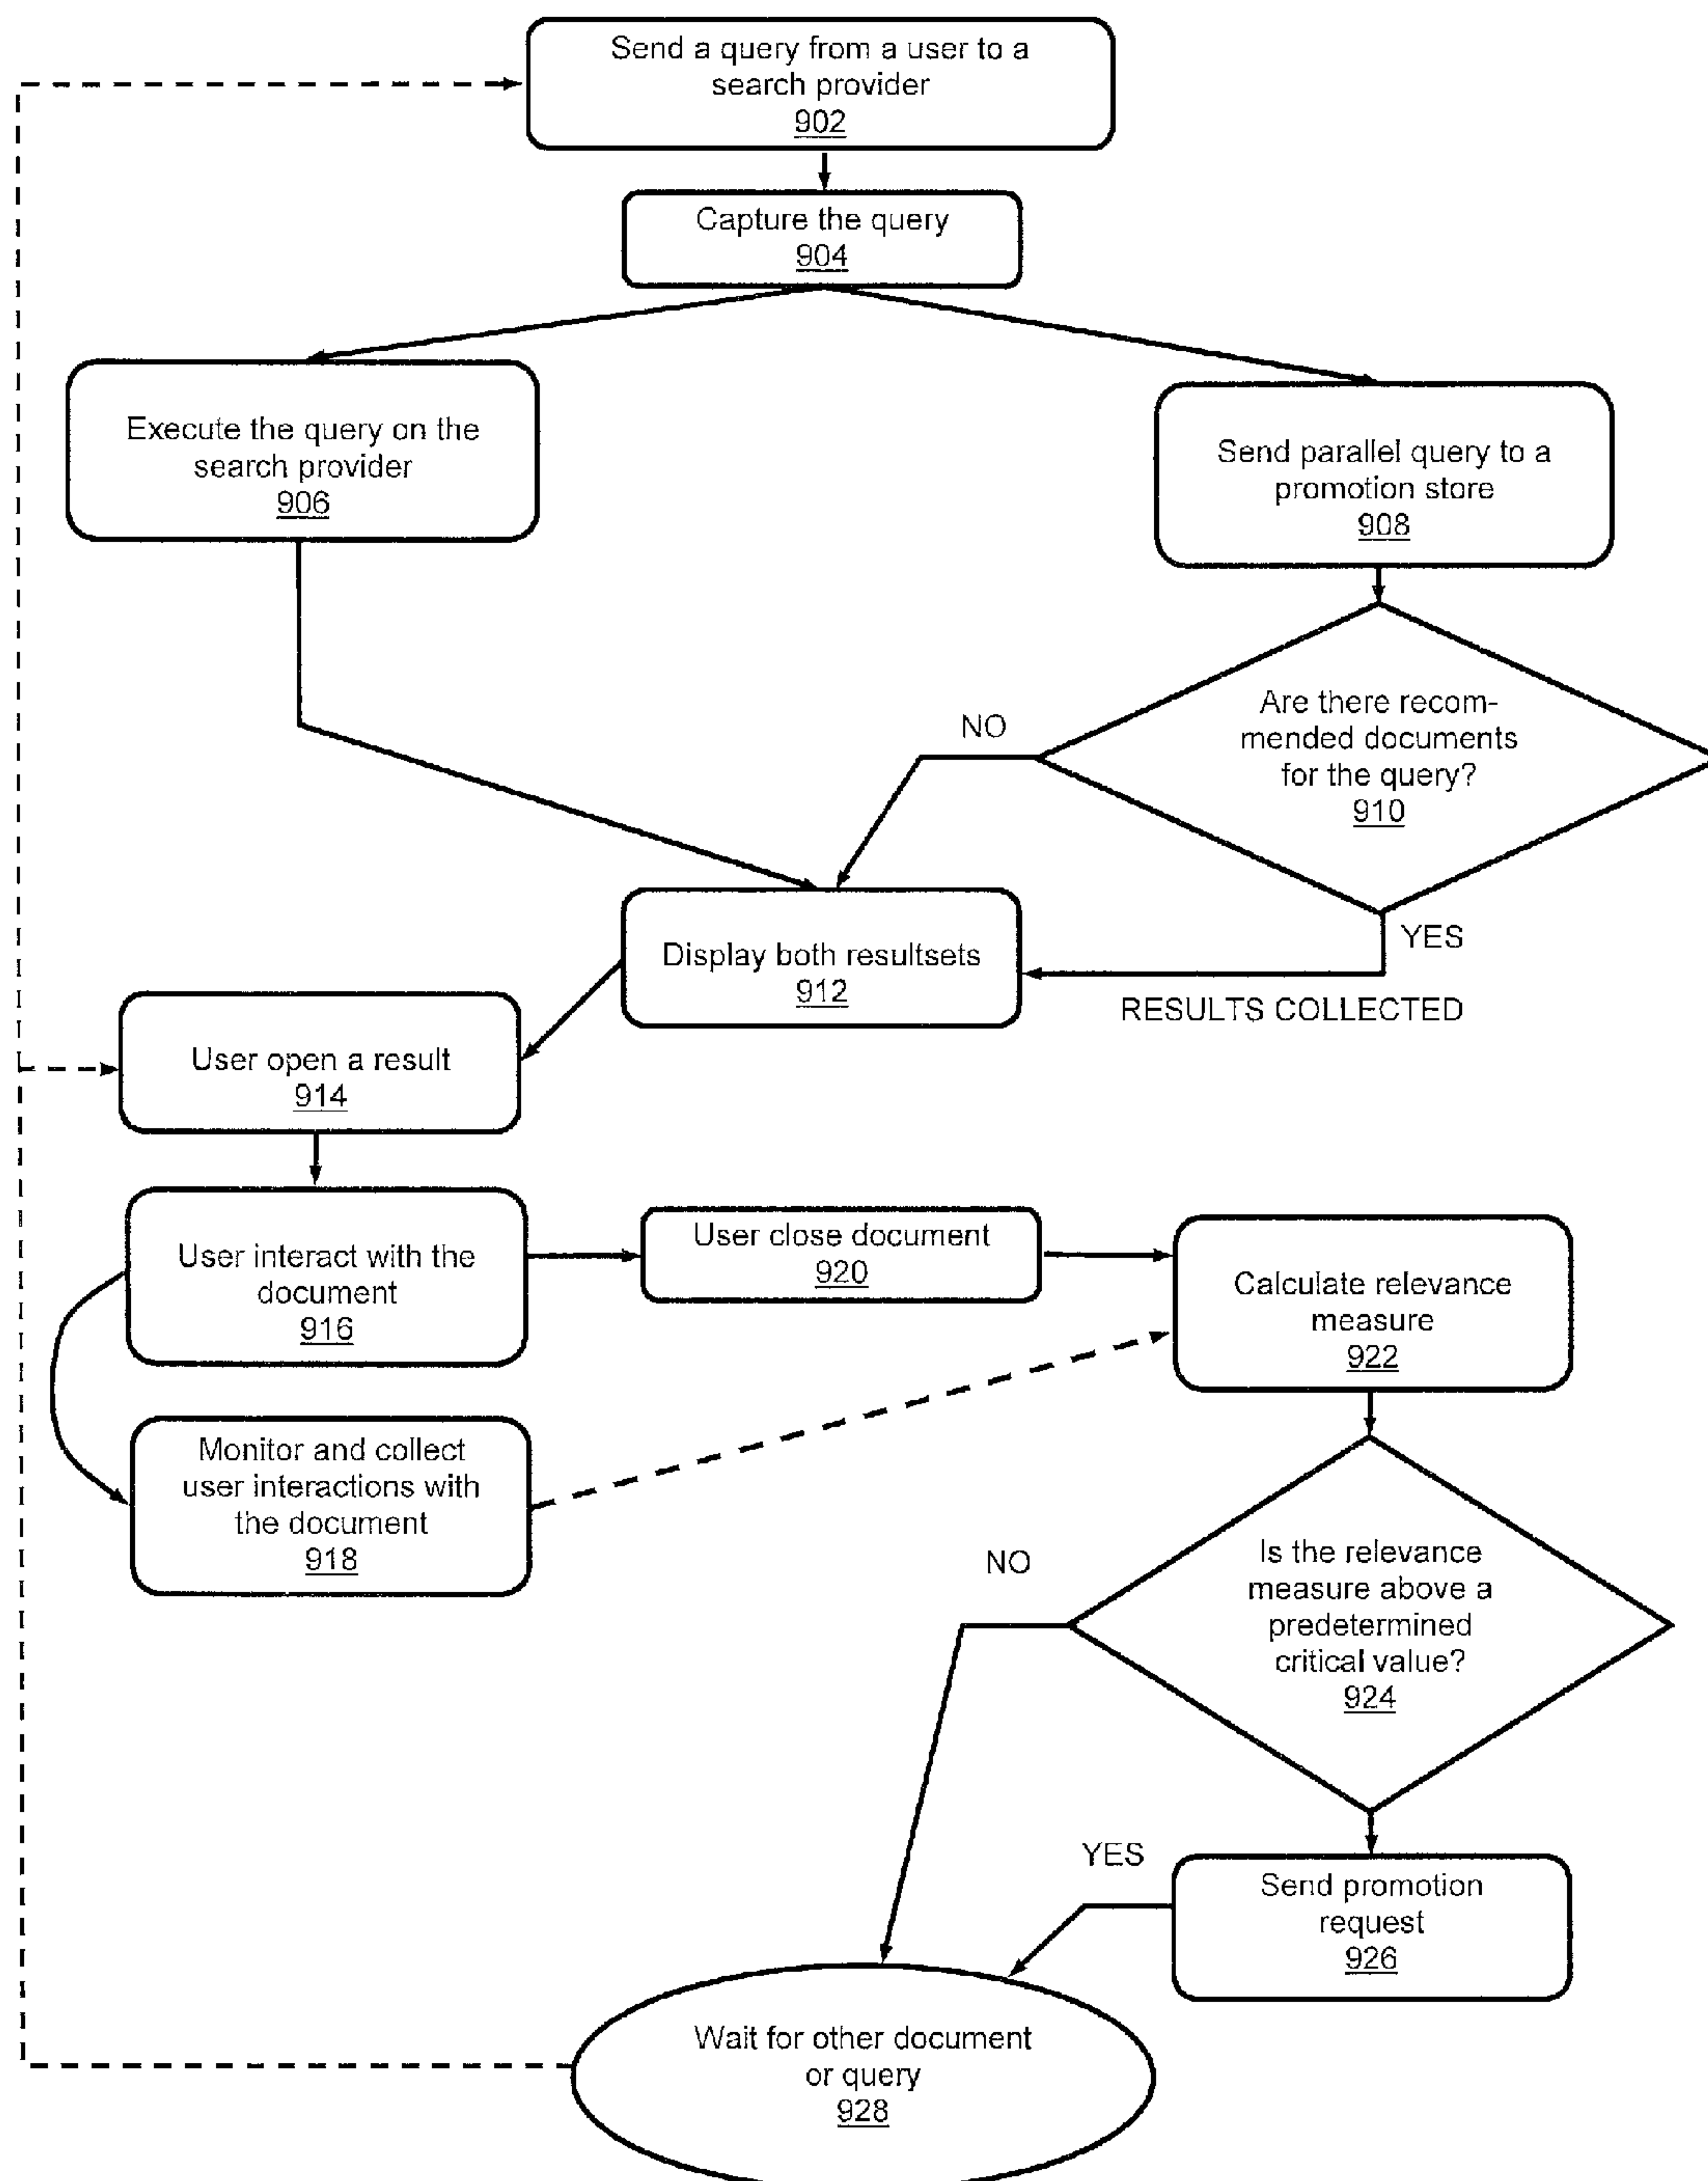 Send a query from a user to a
search provider
902
Capture the query
904
Execute the query on the
search provider
906
Send parallel query to a
promotion store
908
Are there recom-
mended documents
for the query?
910
NO
YES
RESULTS COLLECTED
Display both resultsets
912
User open a result
914
User interact with the
document
916
User close document
920
Calculate relevance
measure
922
Monitor and collect
user interactions with
the document
918
Is the relevance
measure above a
predetermined
critical value?
924
NO
YES
Send promotion
request
926
Wait for other document
or query
928